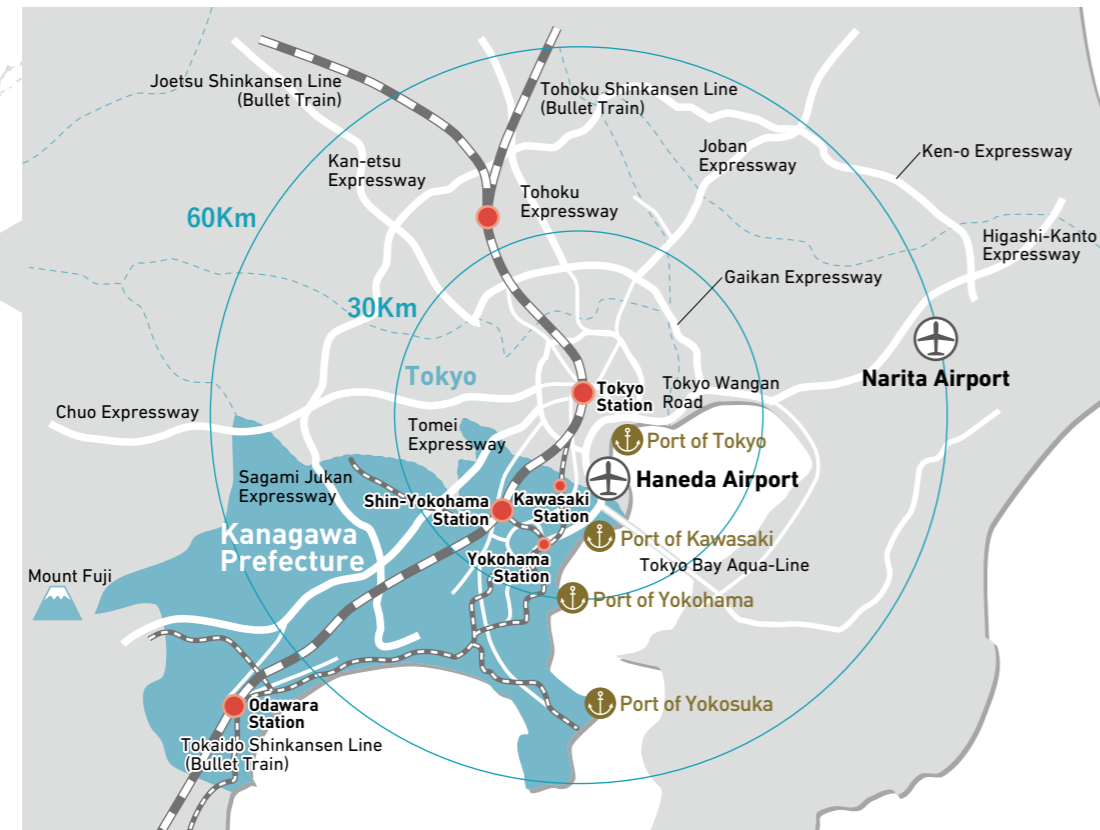 Joetsu Shinkansen Line
(Bullet Train)
Tohoku Shinkansen Line
(Bullet Train)
Kan-etsu
Expressway
Joban
Expressway
Ken-o Expressway
60Km
Tohoku
Expressway
Higashi-Kanto
Expressway
Gaikan Expressway
30Km
Narita Airport
Tokyo
Tokyo
Station
Tokyo Wangan
Road
Chuo Expressway
Tomei
Expressway
Port of Tokyo
Sagami Jukan
Expressway
Haneda Airport
Shin-Yokohama
Station
Kawasaki
Station
Kanagawa
Prefecture
Port of Kawasaki
Yokohama
Station
Tokyo Bay Aqua-Line
Mount Fuji
Port of Yokohama
Odawara
Station
Port of Yokosuka
Tokaido Shinkansen Line
(Bullet Train)